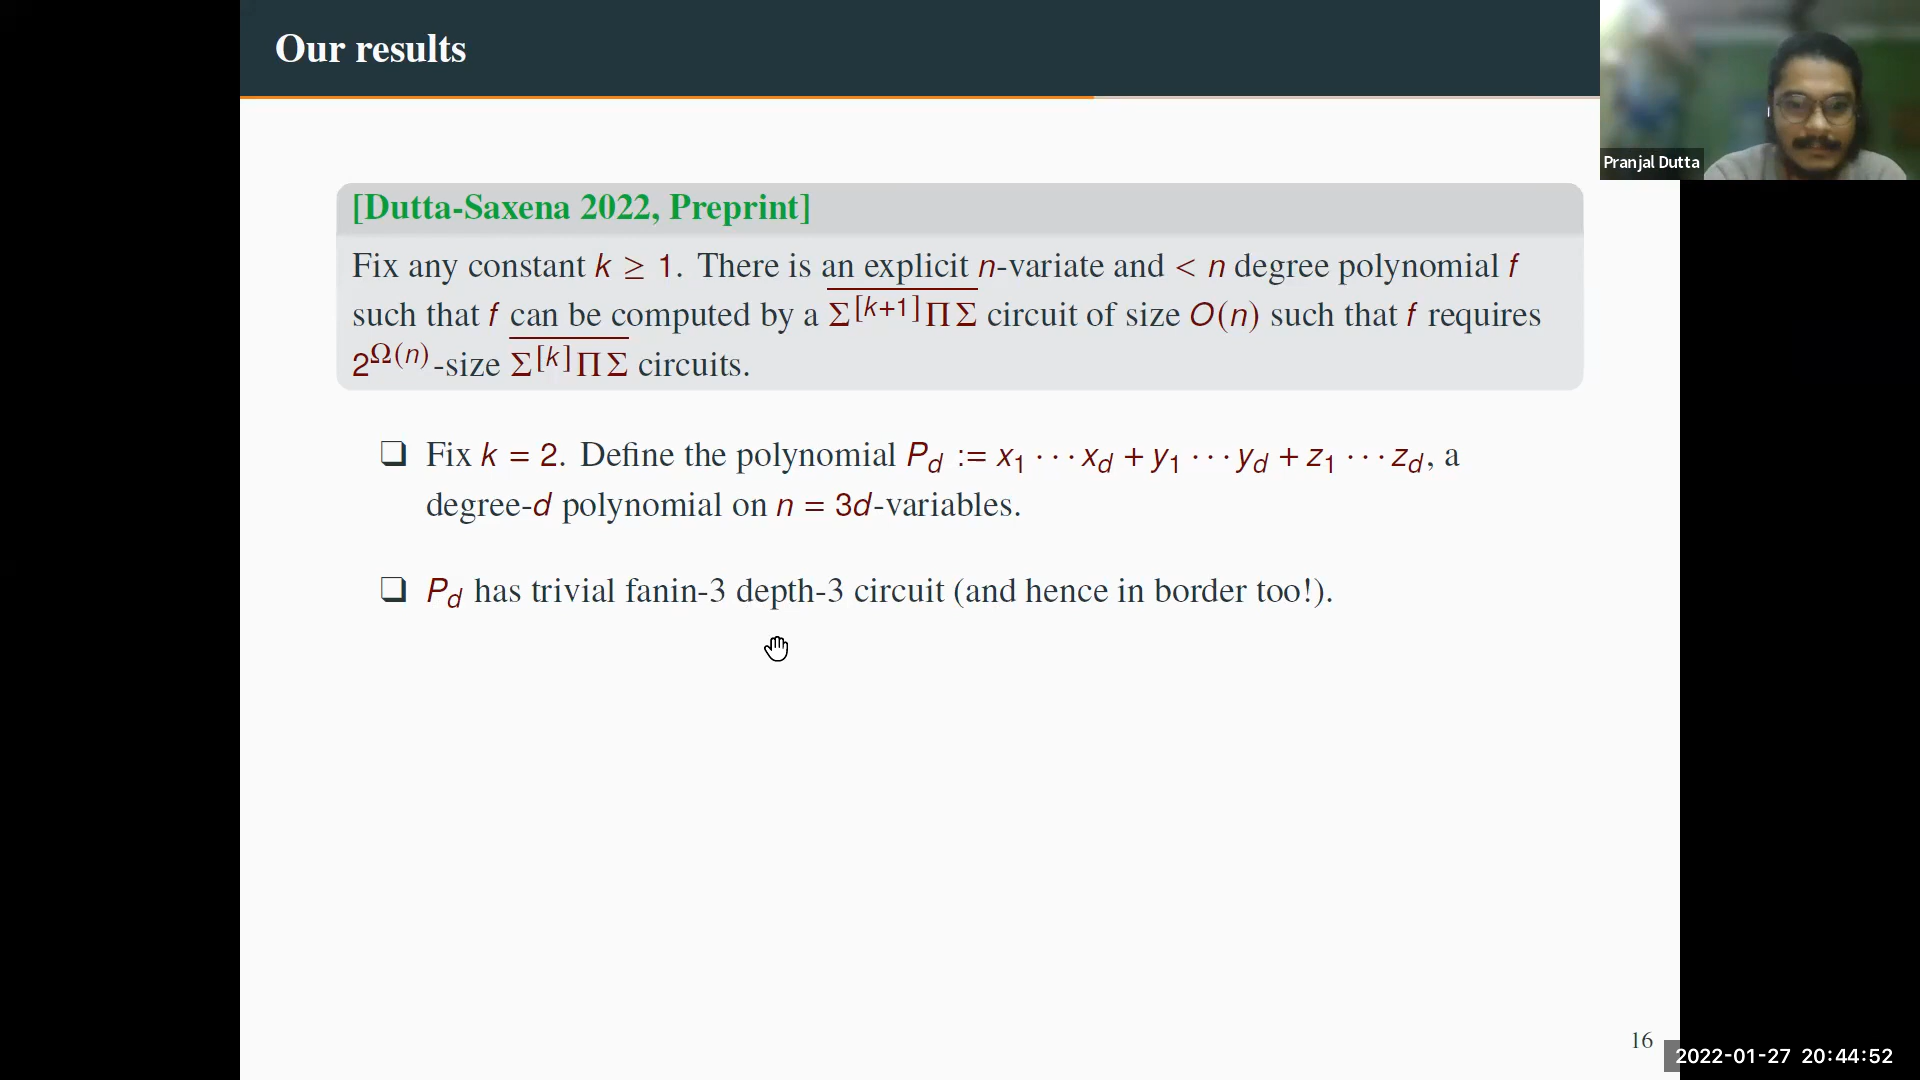 Our results
Pranjal Dutta
[Dutta-Saxena 2022, Preprint]
Fix any constant k ≥ 1. There is an explicit n-variate and < n degree polynomial f
such that f can be computed by a \overline{Σ^{[k+1]}ΠΣ} circuit of size O(n) such that f requires
2^{Ω(n)}-size \overline{Σ^{[k]}ΠΣ} circuits.
❑ Fix k = 2. Define the polynomial P_d := x_1 ⋯ x_d + y_1 ⋯ y_d + z_1 ⋯ z_d, a
degree-d polynomial on n = 3d-variables.
❑ P_d has trivial fanin-3 depth-3 circuit (and hence in border too!).
16
2022-01-27 20:44:52